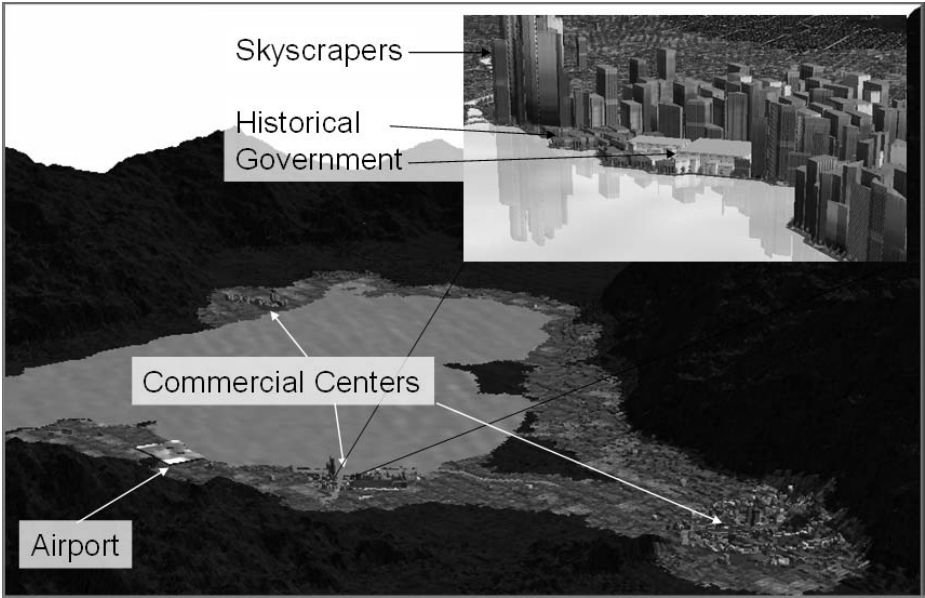 Skyscrapers
Historical
Government
Commercial Centers
Airport